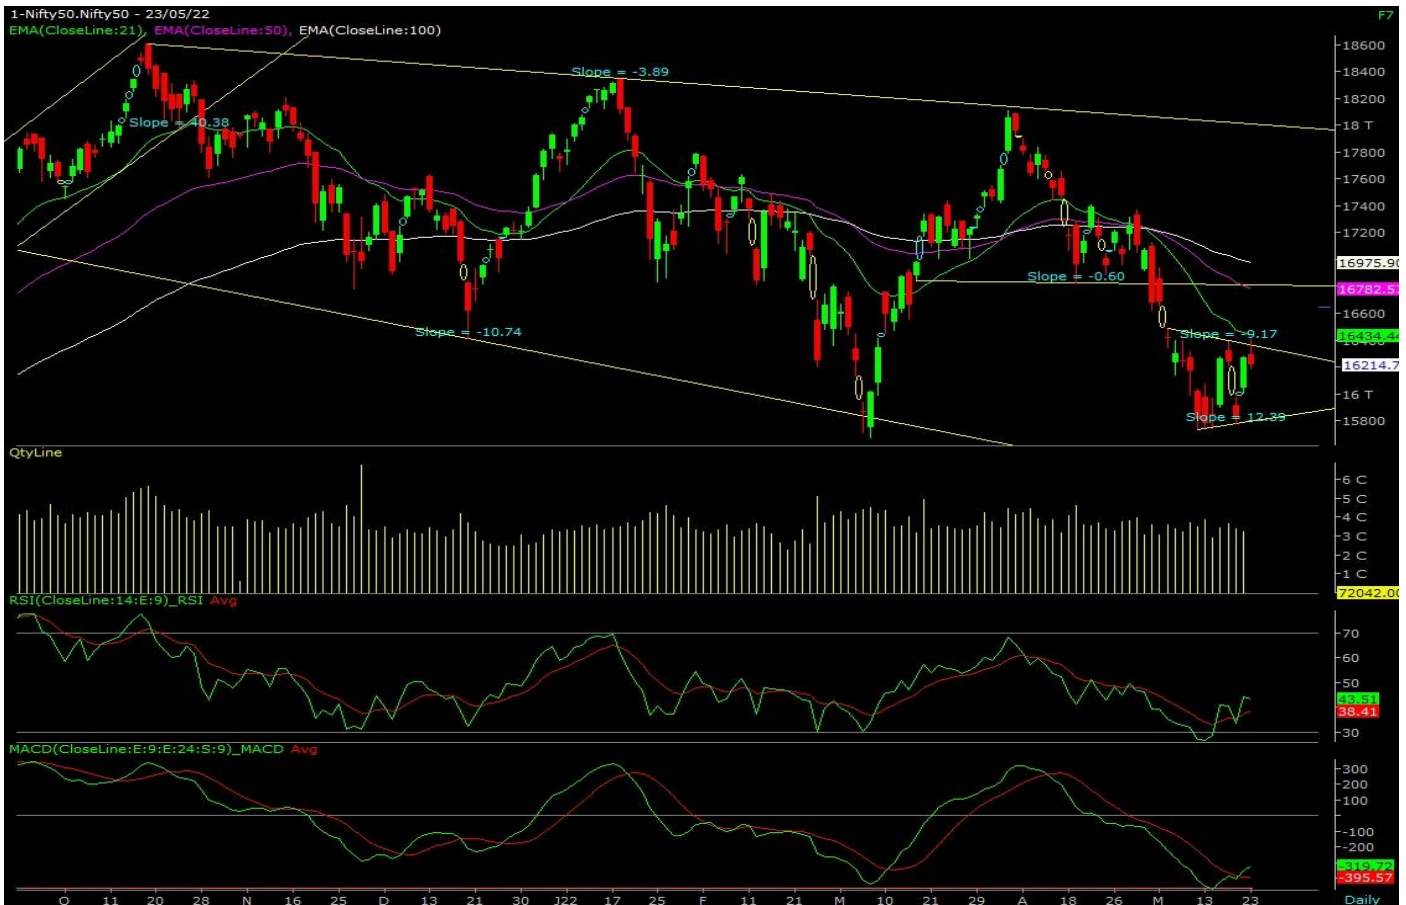 1-Nifty50.Nifty50 - 23/05/22
F7
EMA(CloseLine:21), EMA(CloseLine:50), EMA(CloseLine:100)
18600
Slope = -3.89
18400
18200
Slope = 40.38
18 T
17800
17600
17400
17200
16975.90
Slope = -0.60
16782.57
16600
Slope = -10.74
Slope = -9.17
16434.44
16400
16214.7
16 T
Slope = 12.39
15800
QtyLine
6 C
5 C
4 C
3 C
2 C
1 C
72042.00
RSI(CloseLine:14:E:9)_RSI Avg
70
60
50
43.51
38.41
30
MACD(CloseLine:E:9:E:24:S:9)_MACD Avg
300
200
100
-100
-200
-319.72
-395.57
O 11 20 28 N 16 25 D 13 21 30 J22 17 25 F 11 21 M 10 21 29 A 18 26 M 13 23 Daily